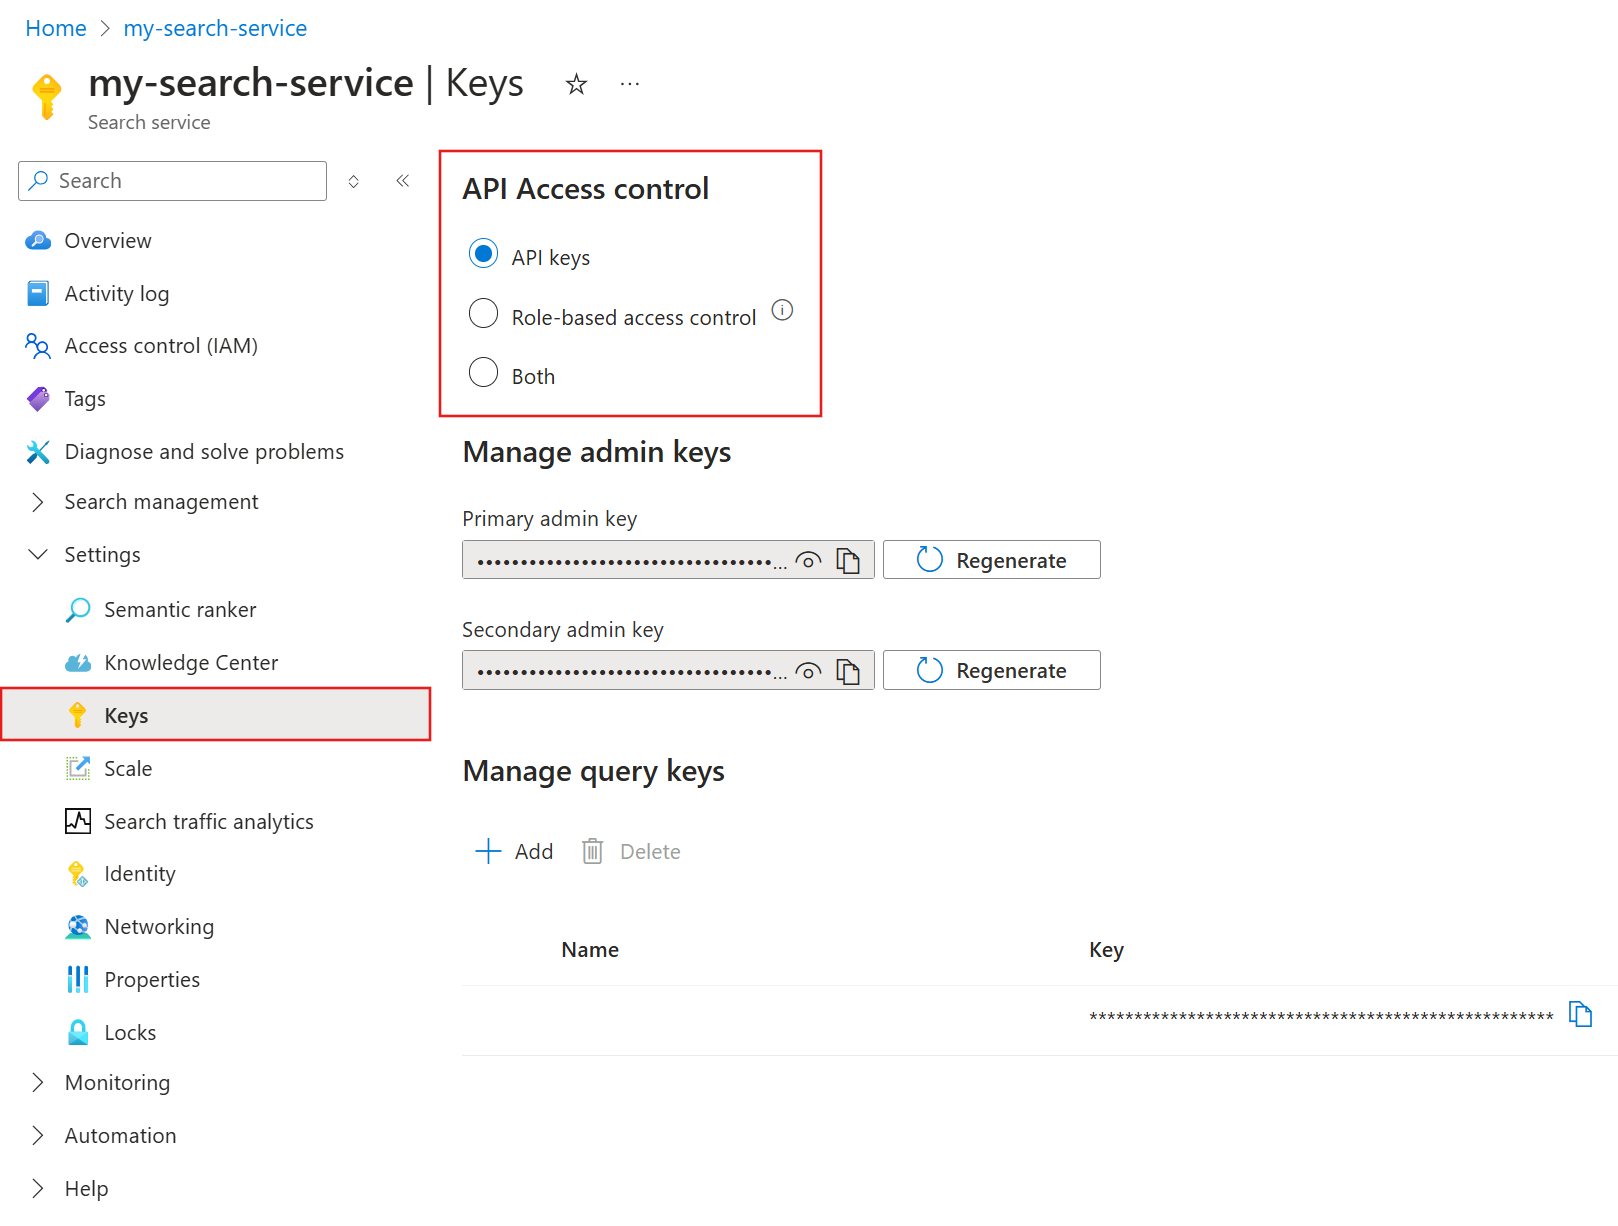 Home > my-search-service
my-search-service | Keys
Search service
Search
Overview
Activity log
Access control (IAM)
Tags
Diagnose and solve problems
Search management
Settings
Semantic ranker
Knowledge Center
Keys
Scale
Search traffic analytics
Identity
Networking
Properties
Locks
Monitoring
Automation
Help
API Access control
API keys
Role-based access control
Both
Manage admin keys
Primary admin key
••••••••••••••••••••••••••••••••••... Regenerate
Secondary admin key
••••••••••••••••••••••••••••••••••... Regenerate
Manage query keys
Add Delete
Name Key
****************************************************